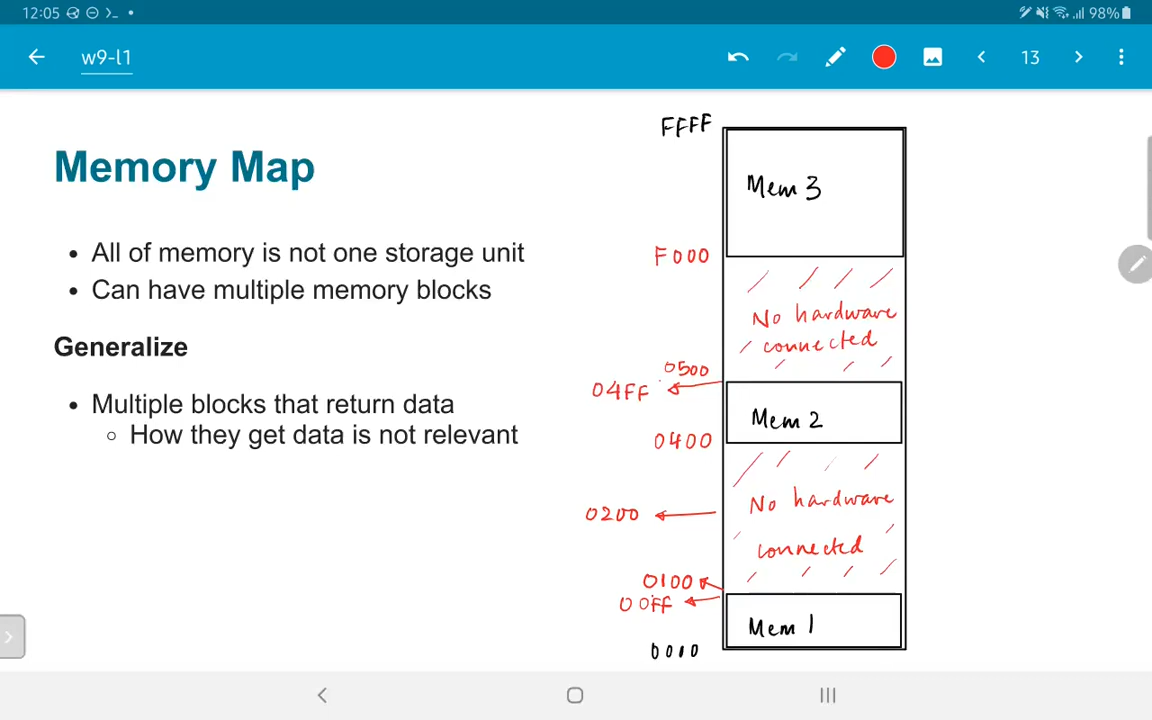 12:05
98%
w9-l1
13
Memory Map
All of memory is not one storage unit
Can have multiple memory blocks
Generalize
Multiple blocks that return data
How they get data is not relevant
FFFF
Mem 3
F000
No hardware
connected
0500
04FF
Mem 2
0400
No hardware
0200
connected
0100
00FF
Mem 1
0010